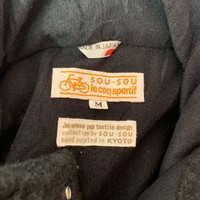 MADE IN JAPAN
SOU·SOU
le coq sportif
M
Japanese pop textile design
collection by SOU·SOU
hand printed in KYOTO